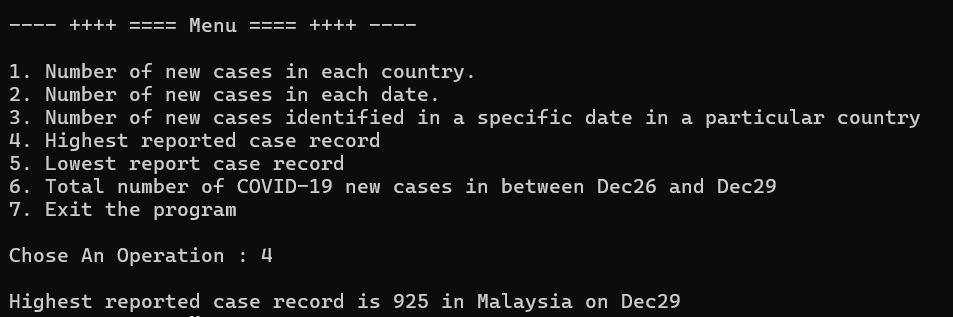 ---- ++++ ==== Menu ==== ++++ ----
1. Number of new cases in each country.
2. Number of new cases in each date.
3. Number of new cases identified in a specific date in a particular country
4. Highest reported case record
5. Lowest report case record
6. Total number of COVID-19 new cases in between Dec26 and Dec29
7. Exit the program
Chose An Operation : 4
Highest reported case record is 925 in Malaysia on Dec29